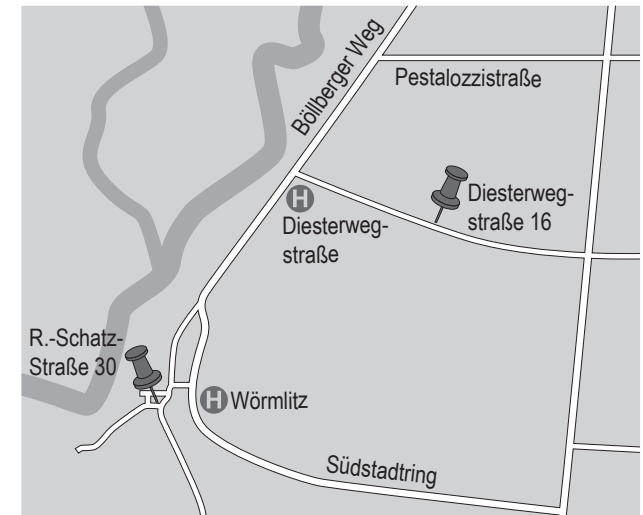 Böllberger Weg
Pestalozzistraße
Diesterweg-
straße 16
H
Diesterweg-
straße
R.-Schatz-
Straße 30
H Wörmlitz
Südstadtring